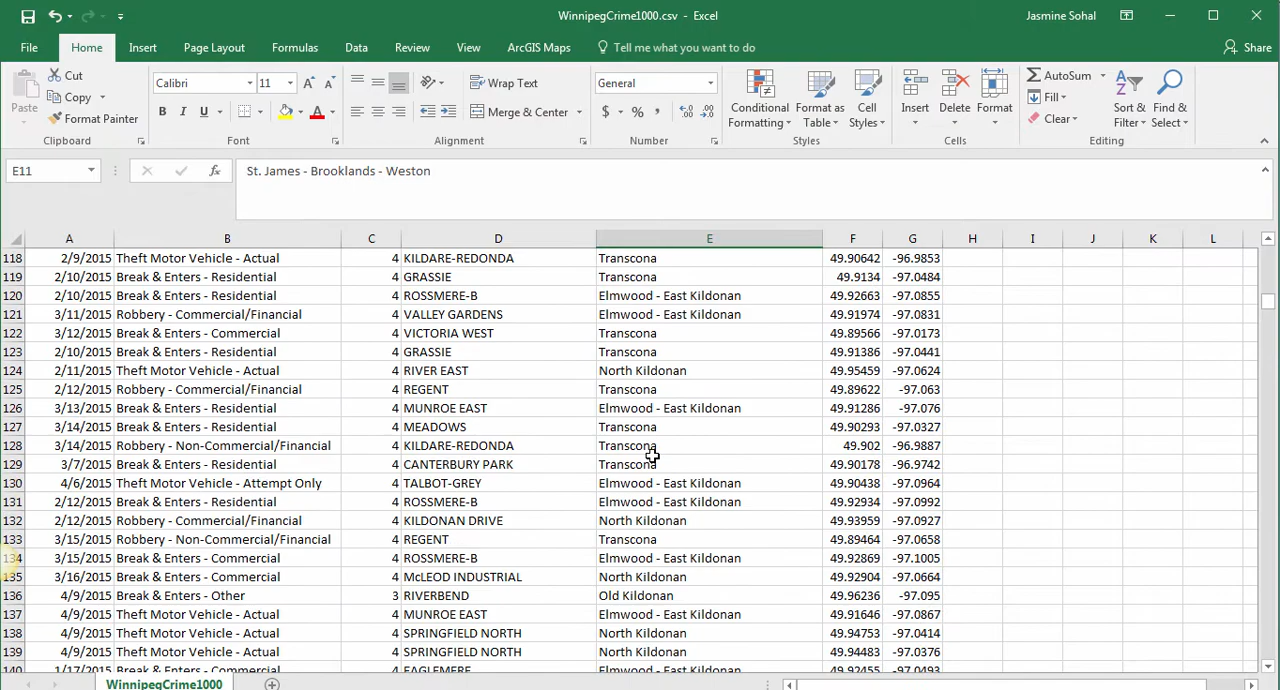 WinnipegCrime1000.csv - Excel
Jasmine Sohal
File Home Insert Page Layout Formulas Data Review View ArcGIS Maps Tell me what you want to do Share
Paste Cut Copy Format Painter
Calibri 11
B I U
Wrap Text
Merge & Center
General
$ % ,
Conditional Formatting Format as Table Cell Styles
Insert Delete Format
AutoSum Fill Clear
Sort & Filter Find & Select
Clipboard Font Alignment Number Styles Cells Editing
E11 fx St. James - Brooklands - Weston
A B C D E F G H I J K L
118 2/9/2015 Theft Motor Vehicle - Actual 4 KILDARE-REDONDA Transcona 49.90642 -96.9853
119 2/10/2015 Break & Enters - Residential 4 GRASSIE Transcona 49.9134 -97.0484
120 2/10/2015 Break & Enters - Residential 4 ROSSMERE-B Elmwood - East Kildonan 49.92663 -97.0855
121 3/11/2015 Robbery - Commercial/Financial 4 VALLEY GARDENS Elmwood - East Kildonan 49.91974 -97.0831
122 3/12/2015 Break & Enters - Commercial 4 VICTORIA WEST Transcona 49.89566 -97.0173
123 2/10/2015 Break & Enters - Residential 4 GRASSIE Transcona 49.91386 -97.0441
124 2/11/2015 Theft Motor Vehicle - Actual 4 RIVER EAST North Kildonan 49.95459 -97.0624
125 2/12/2015 Robbery - Commercial/Financial 4 REGENT Transcona 49.89622 -97.063
126 3/13/2015 Break & Enters - Residential 4 MUNROE EAST Elmwood - East Kildonan 49.91286 -97.076
127 3/14/2015 Break & Enters - Residential 4 MEADOWS Transcona 49.90293 -97.0327
128 3/14/2015 Robbery - Non-Commercial/Financial 4 KILDARE-REDONDA Transcona 49.902 -96.9887
129 3/7/2015 Break & Enters - Residential 4 CANTERBURY PARK Transcona 49.90178 -96.9742
130 4/6/2015 Theft Motor Vehicle - Attempt Only 4 TALBOT-GREY Elmwood - East Kildonan 49.90438 -97.0964
131 2/12/2015 Break & Enters - Residential 4 ROSSMERE-B Elmwood - East Kildonan 49.92934 -97.0992
132 2/12/2015 Robbery - Commercial/Financial 4 KILDONAN DRIVE North Kildonan 49.93959 -97.0927
133 3/15/2015 Robbery - Non-Commercial/Financial 4 REGENT Transcona 49.89464 -97.0658
134 3/15/2015 Break & Enters - Commercial 4 ROSSMERE-B Elmwood - East Kildonan 49.92869 -97.1005
135 3/16/2015 Break & Enters - Commercial 4 McLEOD INDUSTRIAL North Kildonan 49.92904 -97.0664
136 4/9/2015 Break & Enters - Other 3 RIVERBEND Old Kildonan 49.96236 -97.095
137 4/9/2015 Theft Motor Vehicle - Actual 4 MUNROE EAST Elmwood - East Kildonan 49.91646 -97.0867
138 4/9/2015 Theft Motor Vehicle - Actual 4 SPRINGFIELD NORTH North Kildonan 49.94753 -97.0414
139 4/9/2015 Theft Motor Vehicle - Actual 4 SPRINGFIELD NORTH North Kildonan 49.94483 -97.0376
140 1/17/2015 Break & Enters - Commercial 4 EAGLEMERE Elmwood - East Kildonan 49.92455 -97.0493
WinnipegCrime1000